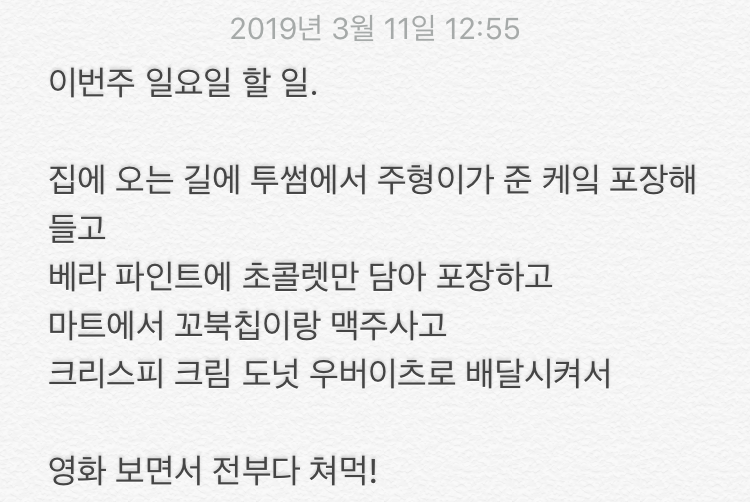 2019년 3월 11일 12:55
이번주 일요일 할 일.
집에 오는 길에 투썸에서 주형이가 준 케잌 포장해
들고
베라 파인트에 초콜렛만 담아 포장하고
마트에서 꼬북칩이랑 맥주사고
크리스피 크림 도넛 우버이츠로 배달시켜서
영화 보면서 전부다 쳐먹!